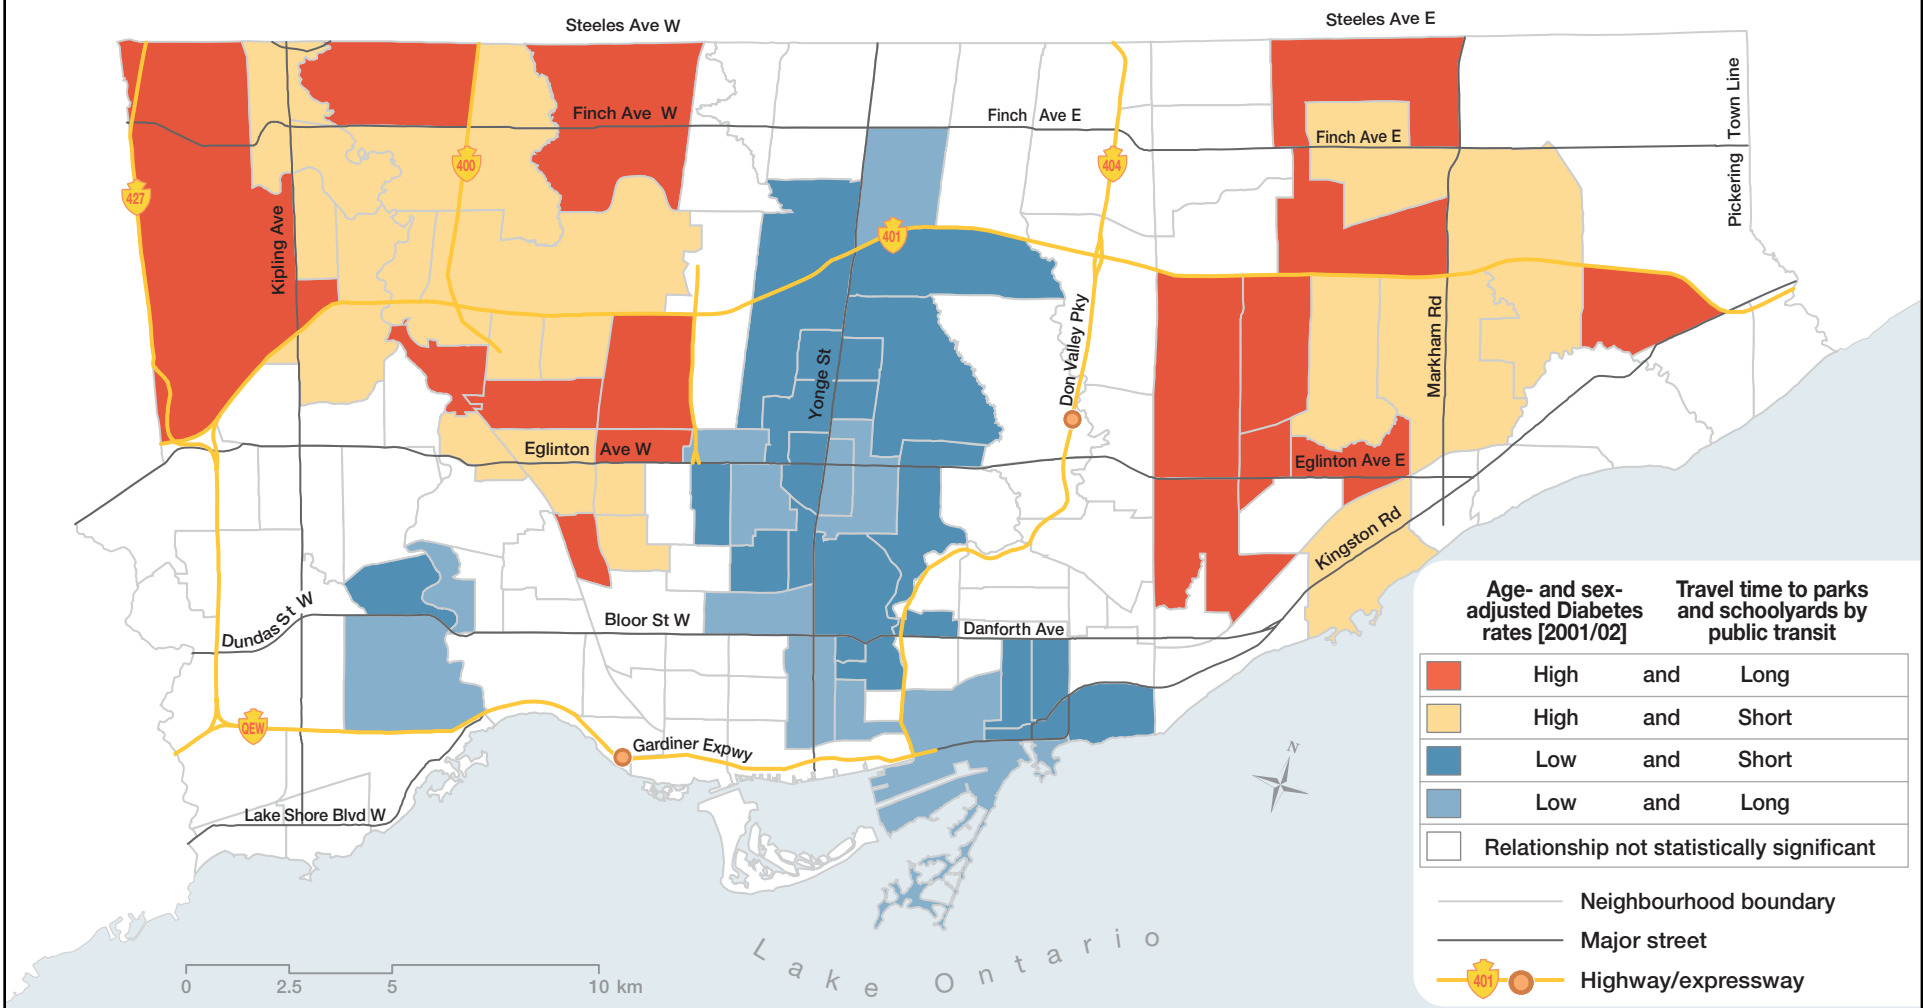 Steeles Ave W
Steeles Ave E
Finch Ave W
Finch Ave E
Finch Ave E
Pickering Town Line
427
400
404
401
Kipling Ave
Yonge St
Don Valley Pky
Markham Rd
Eglinton Ave W
Eglinton Ave E
Kingston Rd
Dundas St W
Bloor St W
Danforth Ave
QEW
Gardiner Expwy
Lake Shore Blvd W
Lake Ontario
N
0 2.5 5 10 km
Age- and sex-
adjusted Diabetes
rates [2001/02]
Travel time to parks
and schoolyards by
public transit
High and Long
High and Short
Low and Short
Low and Long
Relationship not statistically significant
Neighbourhood boundary
Major street
401 Highway/expressway